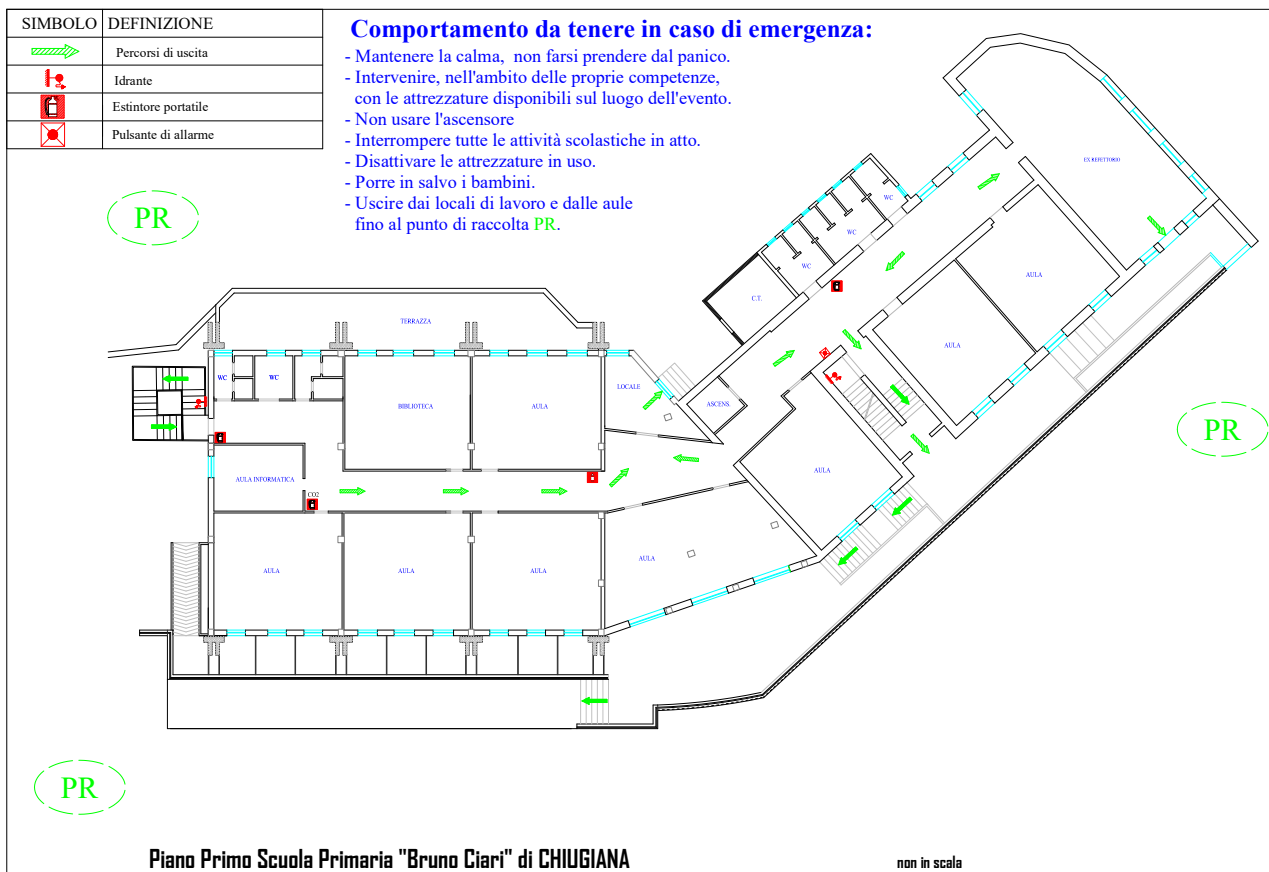 SIMBOLO DEFINIZIONE
Percorsi di uscita
Idrante
Estintore portatile
Pulsante di allarme
Comportamento da tenere in caso di emergenza:
- Mantenere la calma, non farsi prendere dal panico.
- Intervenire, nell'ambito delle proprie competenze,
con le attrezzature disponibili sul luogo dell'evento.
- Non usare l'ascensore
- Interrompere tutte le attività scolastiche in atto.
- Disattivare le attrezzature in uso.
- Porre in salvo i bambini.
- Uscire dai locali di lavoro e dalle aule
fino al punto di raccolta PR.
PR
EX REFETTORIO
WC
WC
WC
C.T.
AULA
AULA
TERRAZZA
WC
WC
BIBLIOTECA
AULA
LOCALE
ASCENS.
PR
AULA
AULA INFORMATICA
CO2
AULA
AULA
AULA
AULA
PR
Piano Primo Scuola Primaria "Bruno Ciari" di CHIUGIANA
non in scala